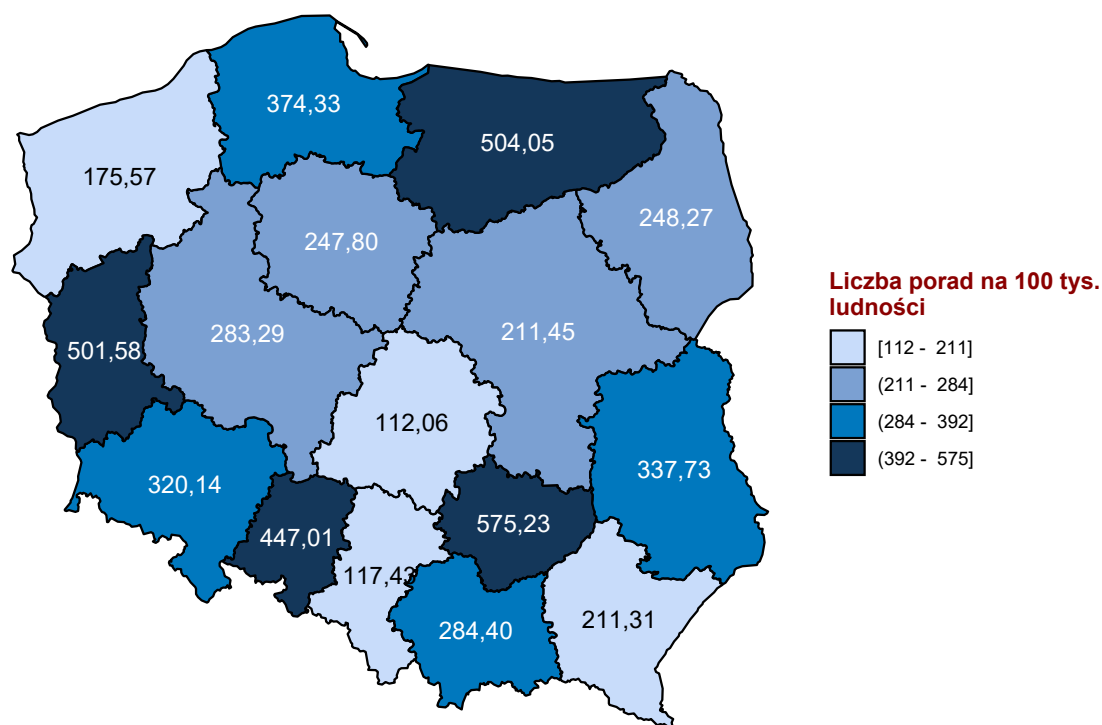 374,33
504,05
175,57
248,27
247,80
283,29
211,45
501,58
112,06
337,73
320,14
447,01
575,23
117,43
284,40
211,31
Liczba porad na 100 tys.
ludności
[112 - 211]
(211 - 284]
(284 - 392]
(392 - 575]